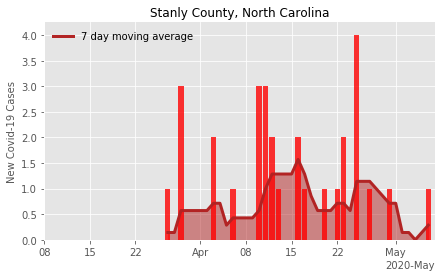 Stanly County, North Carolina
7 day moving average
New Covid-19 Cases
4.0
3.5
3.0
2.5
2.0
1.5
1.0
0.5
0.0
08 15 22 Apr 08 15 22 May
2020-May